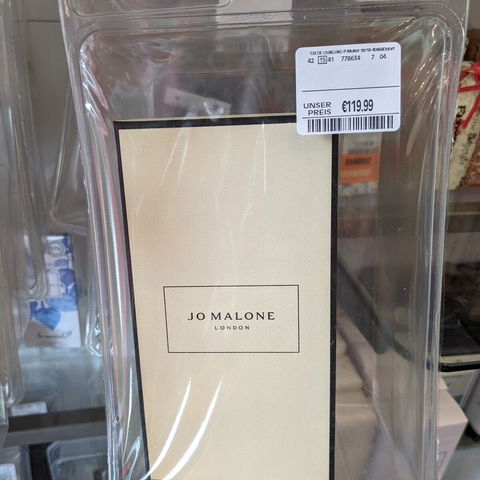 42 15 41 778634 7 04
UNSER PREIS €119.99
JO MALONE
LONDON